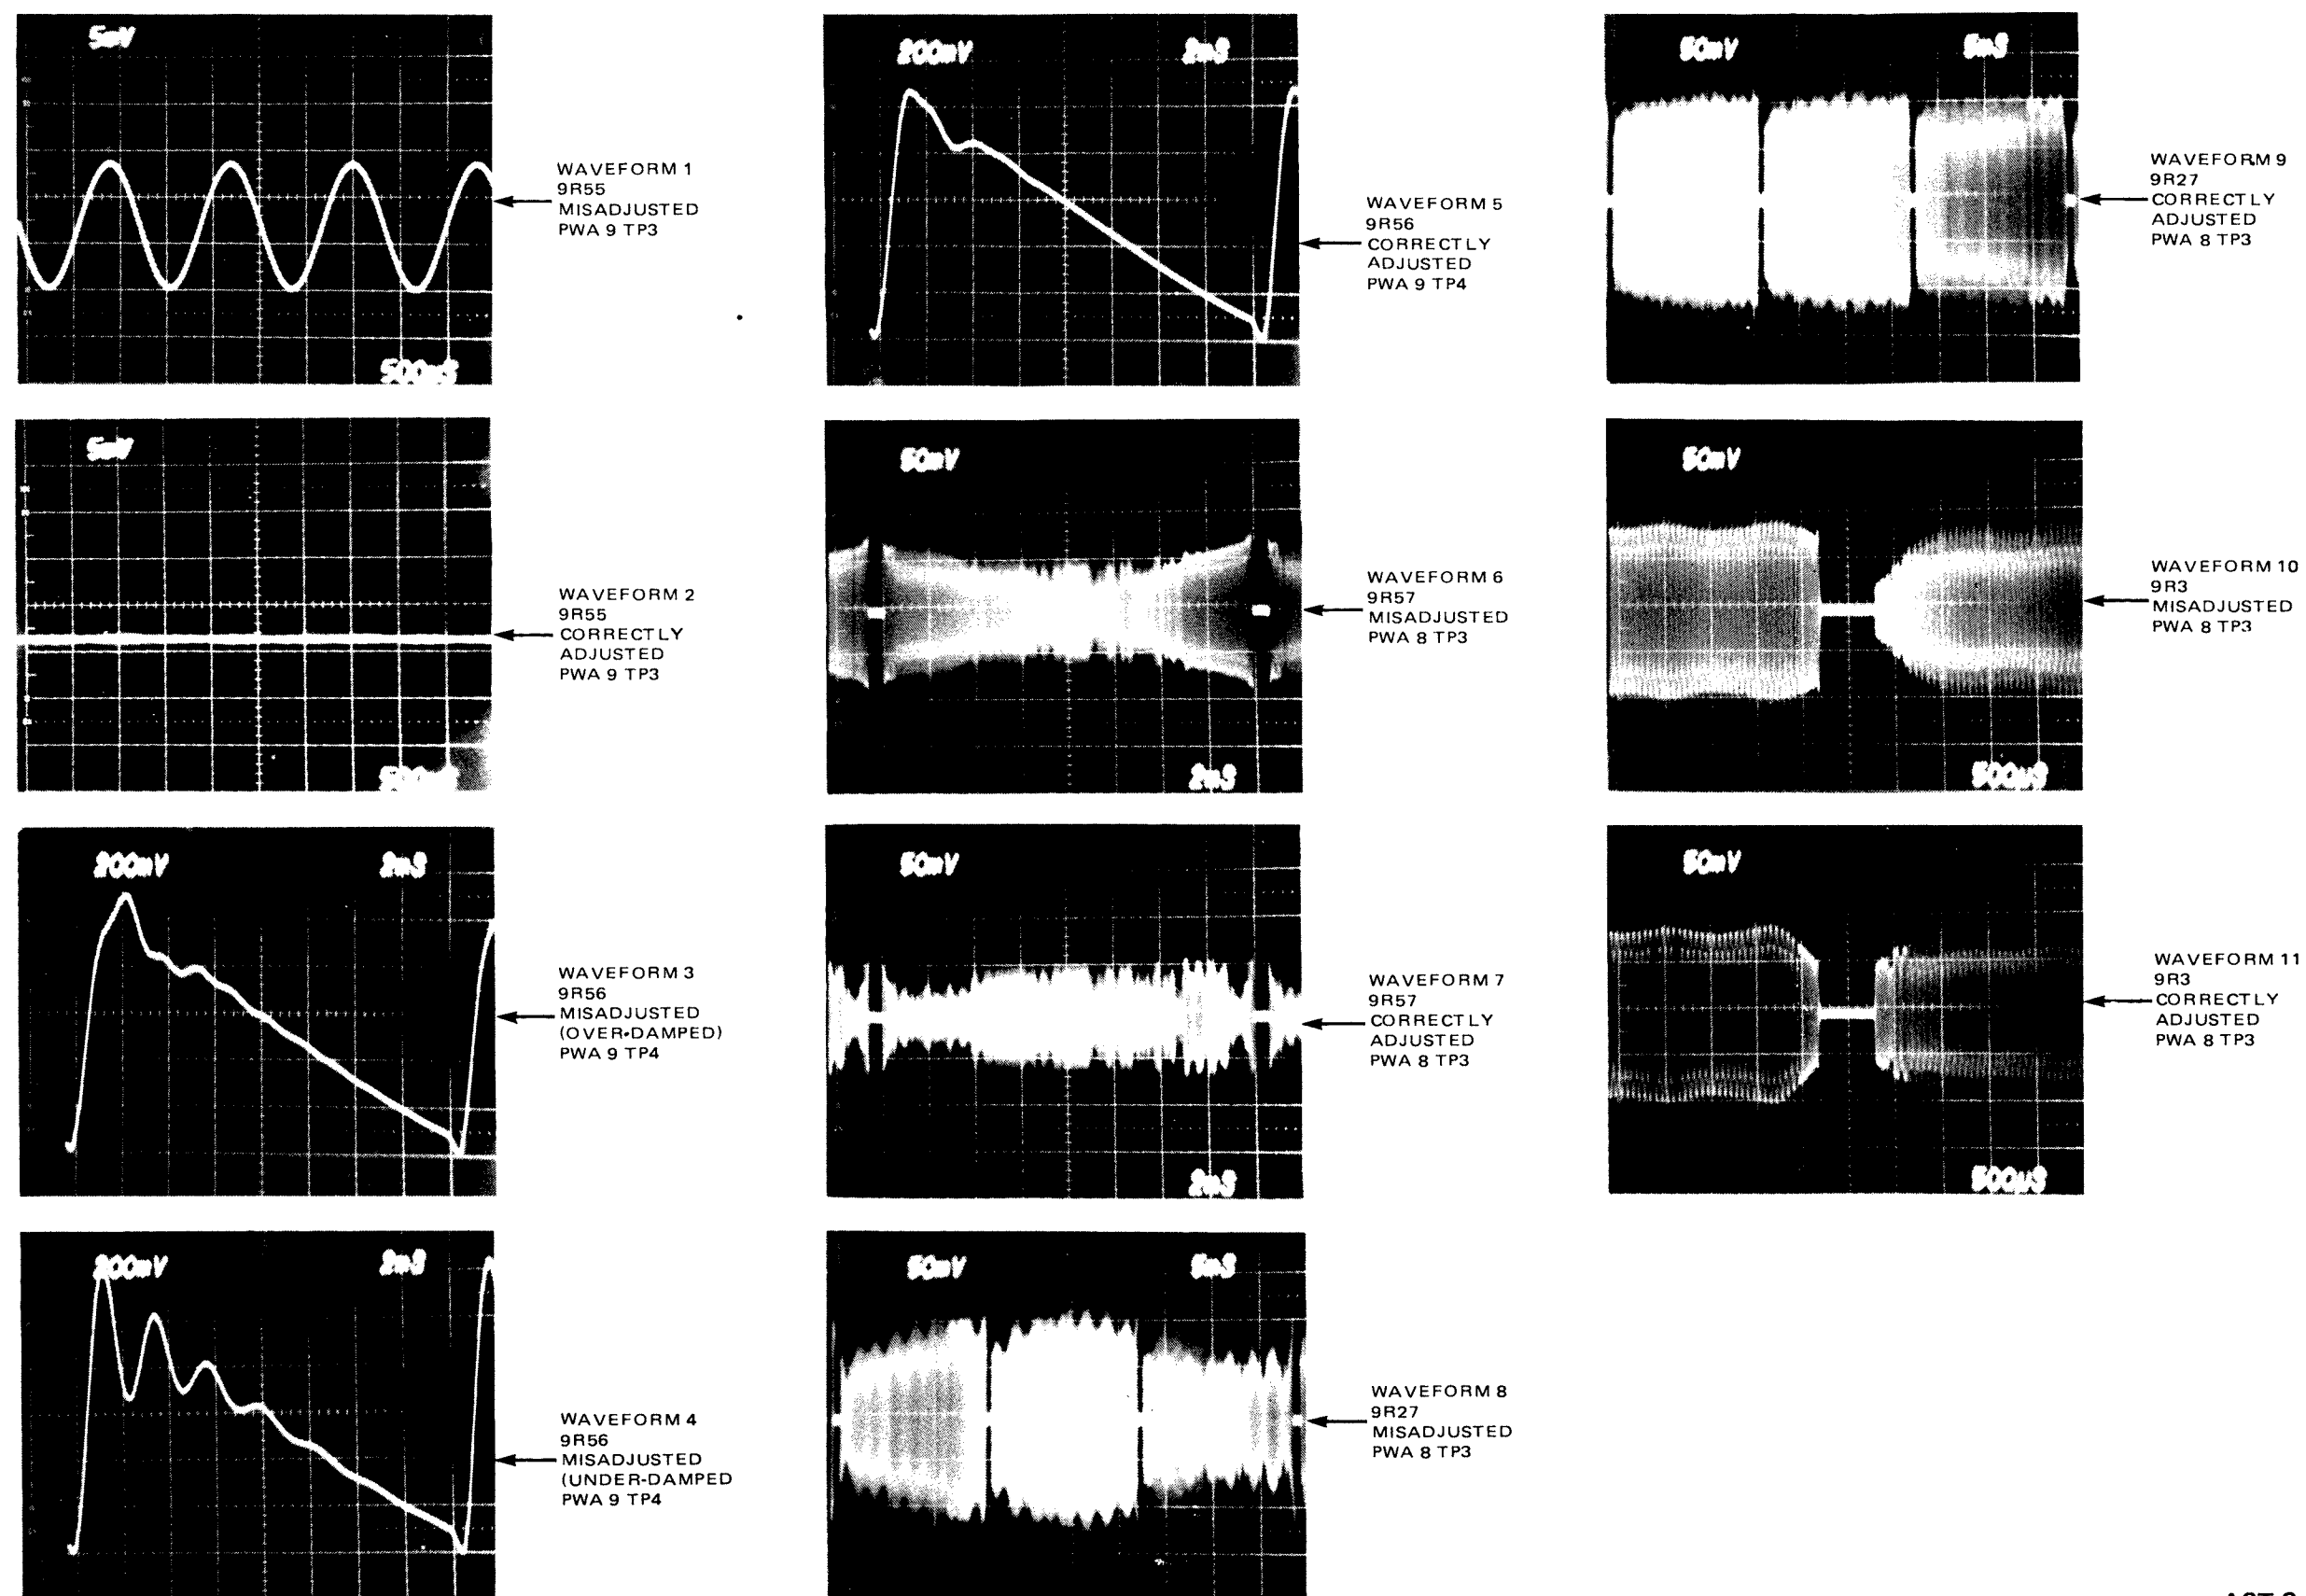 5mV
500µS
WAVEFORM 1
9R55
MISADJUSTED
PWA 9 TP3
5mV
WAVEFORM 2
9R55
CORRECTLY
ADJUSTED
PWA 9 TP3
200mV 2mS
WAVEFORM 3
9R56
MISADJUSTED
(OVER-DAMPED)
PWA 9 TP4
200mV 2mS
WAVEFORM 4
9R56
MISADJUSTED
(UNDER-DAMPED
PWA 9 TP4
200mV 2mS
WAVEFORM 5
9R56
CORRECTLY
ADJUSTED
PWA 9 TP4
50mV
2mS
WAVEFORM 6
9R57
MISADJUSTED
PWA 8 TP3
50mV
2mS
WAVEFORM 7
9R57
CORRECTLY
ADJUSTED
PWA 8 TP3
50mV 5mS
WAVEFORM 8
9R27
MISADJUSTED
PWA 8 TP3
50mV 5mS
WAVEFORM 9
9R27
CORRECTLY
ADJUSTED
PWA 8 TP3
50mV
500µS
WAVEFORM 10
9R3
MISADJUSTED
PWA 8 TP3
50mV
500µS
WAVEFORM 11
9R3
CORRECTLY
ADJUSTED
PWA 8 TP3